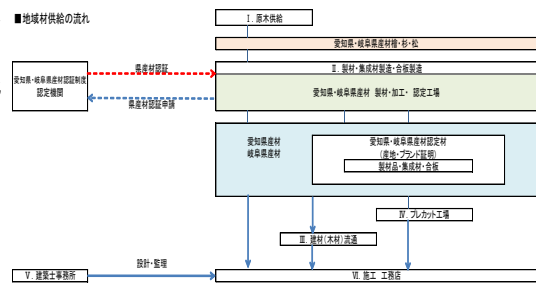 ■地域材供給の流れ
Ⅰ. 原木供給
愛知県・岐阜県産材檜・杉・松
県産材認証
Ⅱ. 製材・集成材製造・合板製造
愛知県・岐阜県産材認証制度
認定機関
愛知県・岐阜県産材 製材・加工・ 認定工場
県産材認証申請
愛知県産材
岐阜県産材
愛知県・岐阜県産材認定材
(産地・ブランド証明)
製材品・集成材・合板
Ⅳ. プレカット工場
Ⅲ. 建材(木材)流通
設計・監理
Ⅴ. 建築士事務所
Ⅵ. 施工 工務店